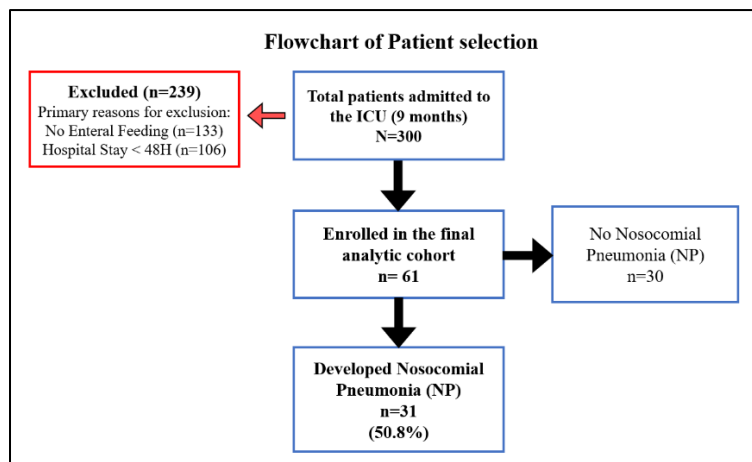 Flowchart of Patient selection
Excluded (n=239)
Primary reasons for exclusion:
No Enteral Feeding (n=133)
Hospital Stay < 48H (n=106)
Total patients admitted to
the ICU (9 months)
N=300
Enrolled in the final
analytic cohort
n= 61
No Nosocomial
Pneumonia (NP)
n=30
Developed Nosocomial
Pneumonia (NP)
n=31
(50.8%)